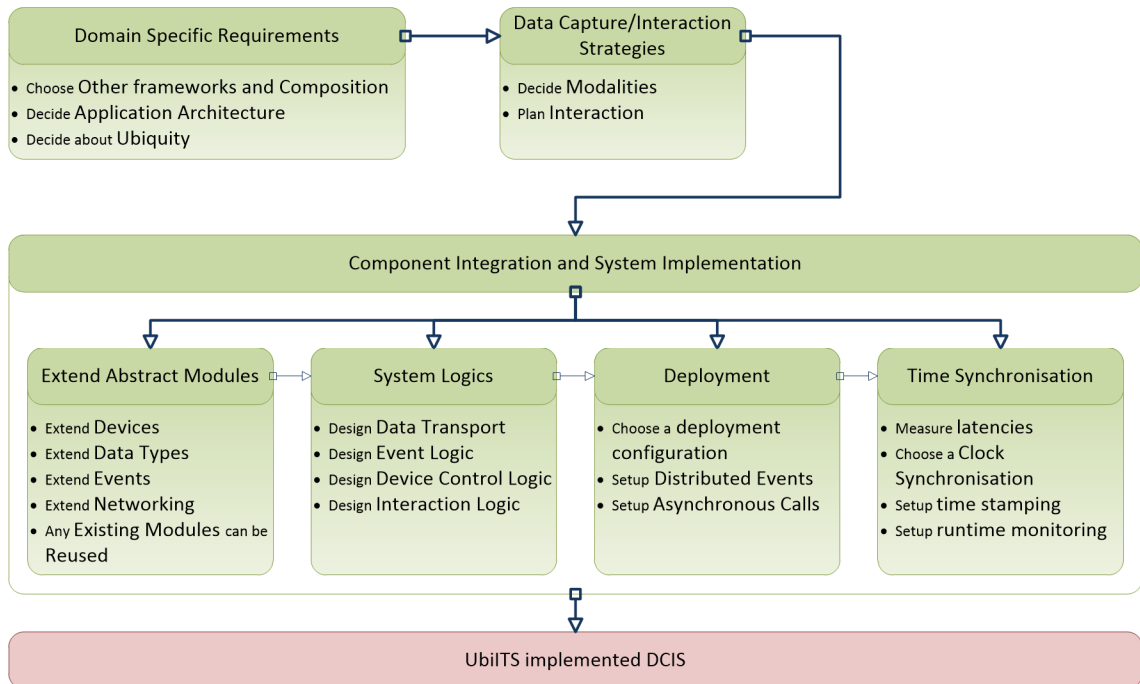 Domain Specific Requirements
• Choose Other frameworks and Composition
• Decide Application Architecture
• Decide about Ubiquity
Data Capture/Interaction
Strategies
• Decide Modalities
• Plan Interaction
Component Integration and System Implementation
Extend Abstract Modules
• Extend Devices
• Extend Data Types
• Extend Events
• Extend Networking
• Any Existing Modules can be
Reused
System Logics
• Design Data Transport
• Design Event Logic
• Design Device Control Logic
• Design Interaction Logic
Deployment
• Choose a deployment
configuration
• Setup Distributed Events
• Setup Asynchronous Calls
Time Synchronisation
• Measure latencies
• Choose a Clock
Synchronisation
• Setup time stamping
• Setup runtime monitoring
UbiITS implemented DCIS